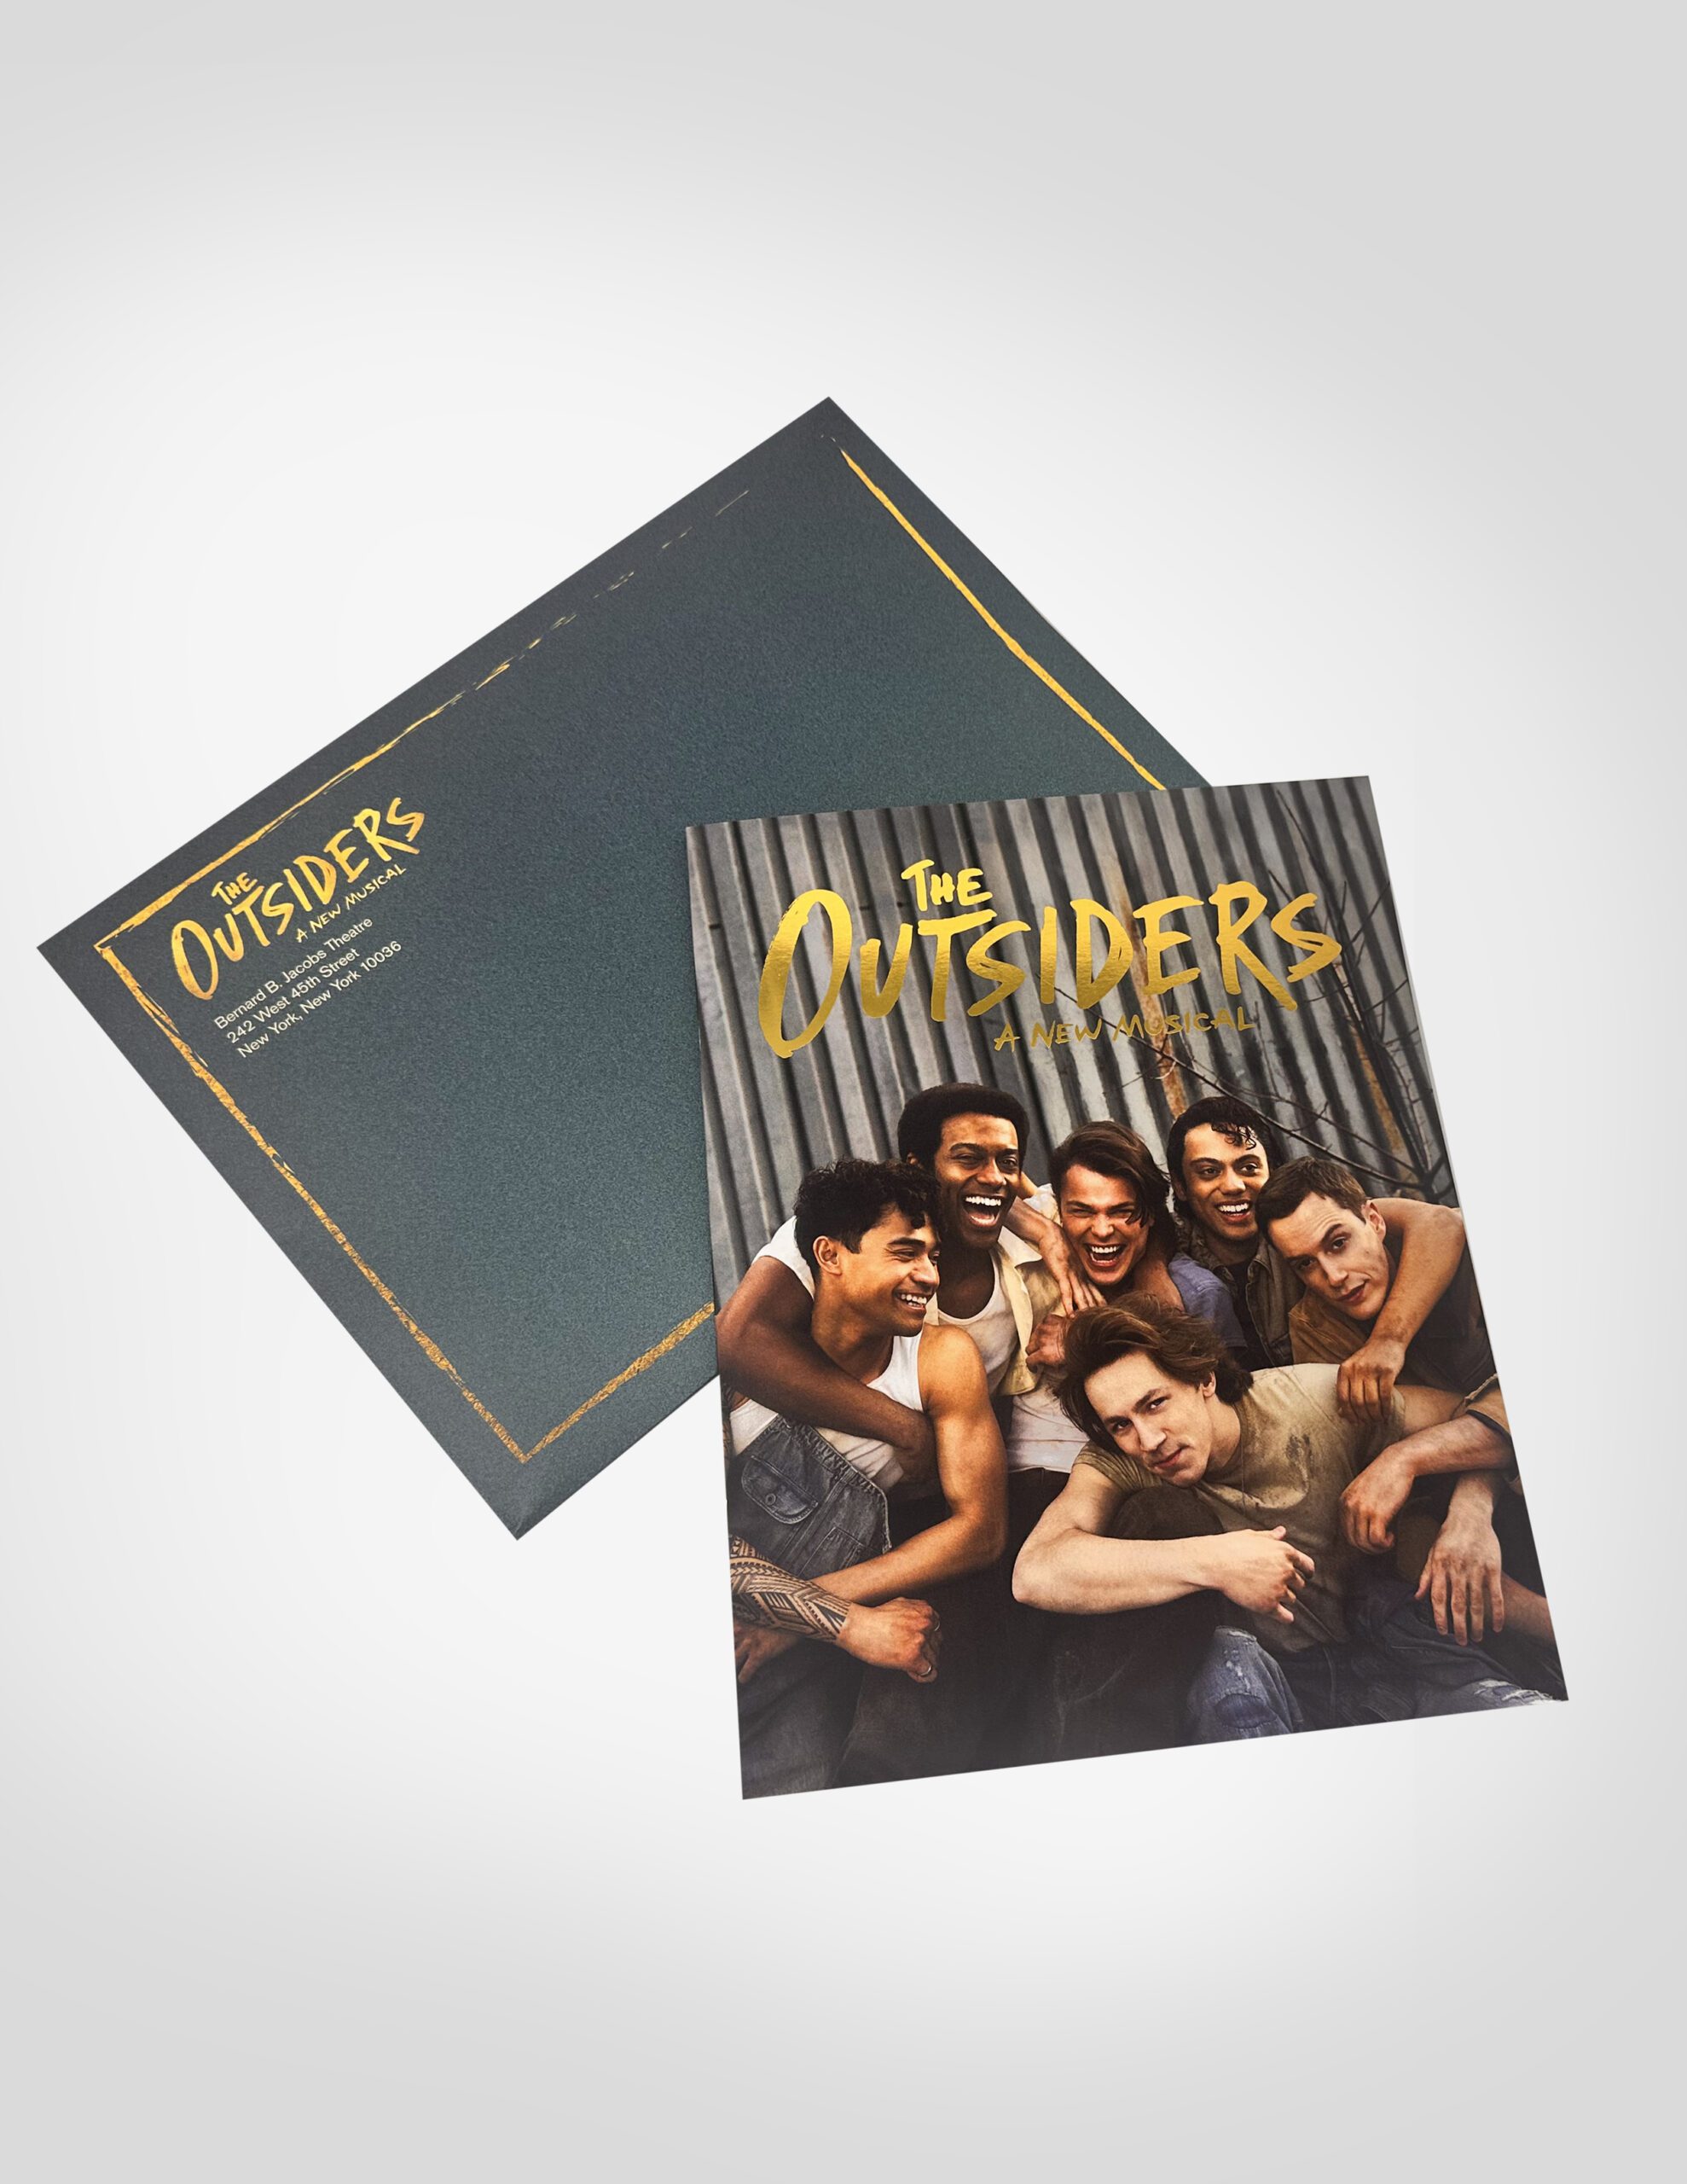 THE
OUTSIDERS
A NEW MUSICAL
Bernard B. Jacobs Theatre
242 West 45th Street
New York, New York 10036
THE
OUTSIDERS
A NEW MUSICAL